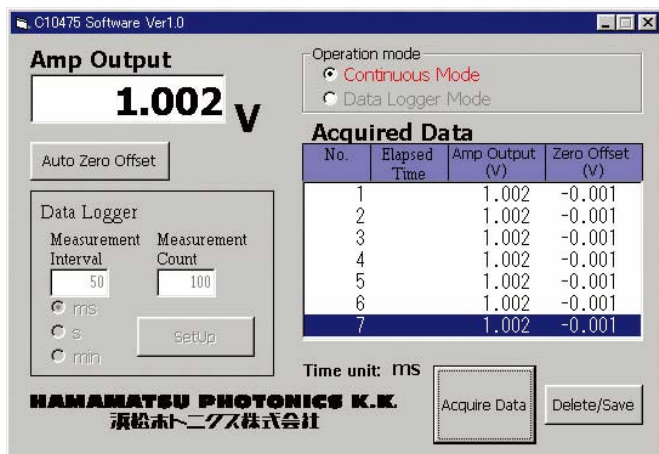 C10475 Software Ver1.0
Amp Output
1.002 V
Auto Zero Offset
Operation mode
Continuous Mode
Data Logger Mode
Acquired Data
No. Elapsed Time Amp Output (V) Zero Offset (V)
1 1.002 -0.001
2 1.002 -0.001
3 1.002 -0.001
4 1.002 -0.001
5 1.002 -0.001
6 1.002 -0.001
7 1.002 -0.001
Data Logger
Measurement Interval
50
Measurement Count
100
ms
s
min
SetUp
Time unit: ms
Acquire Data
Delete/Save
HAMAMATSU PHOTONICS K.K.
浜松ホトニクス株式会社